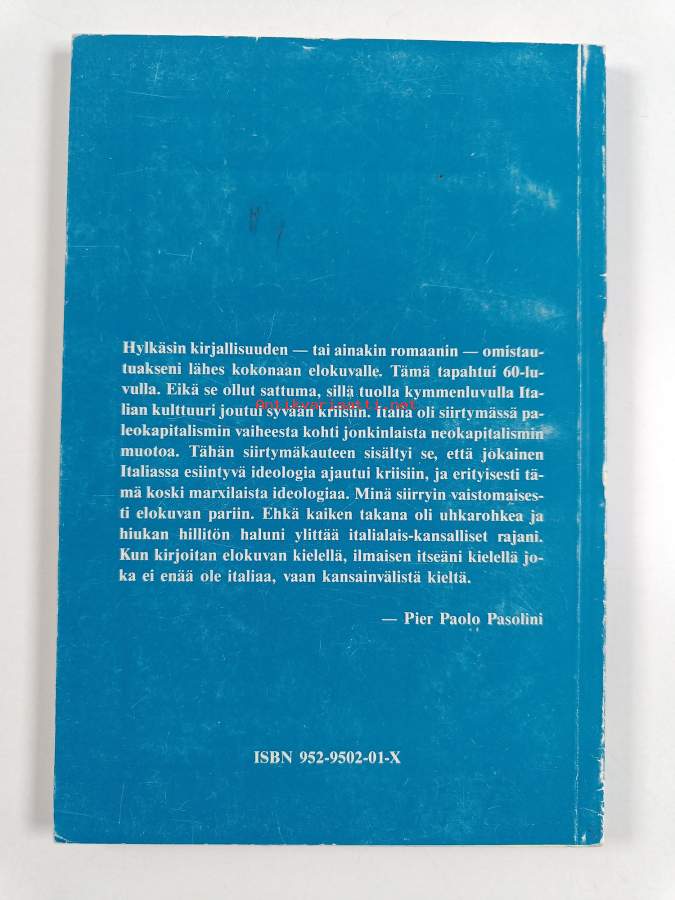 Hylkäsin kirjallisuuden — tai ainakin romaanin — omistau-
tuakseni lähes kokonaan elokuvalle. Tämä tapahtui 60-lu-
vulla. Eikä se ollut sattuma, sillä tuolla kymmenluvulla Ita-
lian kulttuuri joutui syvään kriisiin. Italia oli siirtymässä pa-
Antikvariaatti.net
leokapitalismin vaiheesta kohti jonkinlaista neokapitalismin
muotoa. Tähän siirtymäkauteen sisältyi se, että jokainen
Italiassa esiintyvä ideologia ajautui kriisiin, ja erityisesti tä-
mä koski marxilaista ideologiaa. Minä siirryin vaistomaises-
ti elokuvan pariin. Ehkä kaiken takana oli uhkarohkea ja
hiukan hillitön haluni ylittää italialais-kansalliset rajani.
Kun kirjoitan elokuvan kielellä, ilmaisen itseäni kielellä jo-
ka ei enää ole italiaa, vaan kansainvälistä kieltä.
— Pier Paolo Pasolini
ISBN 952-9502-01-X